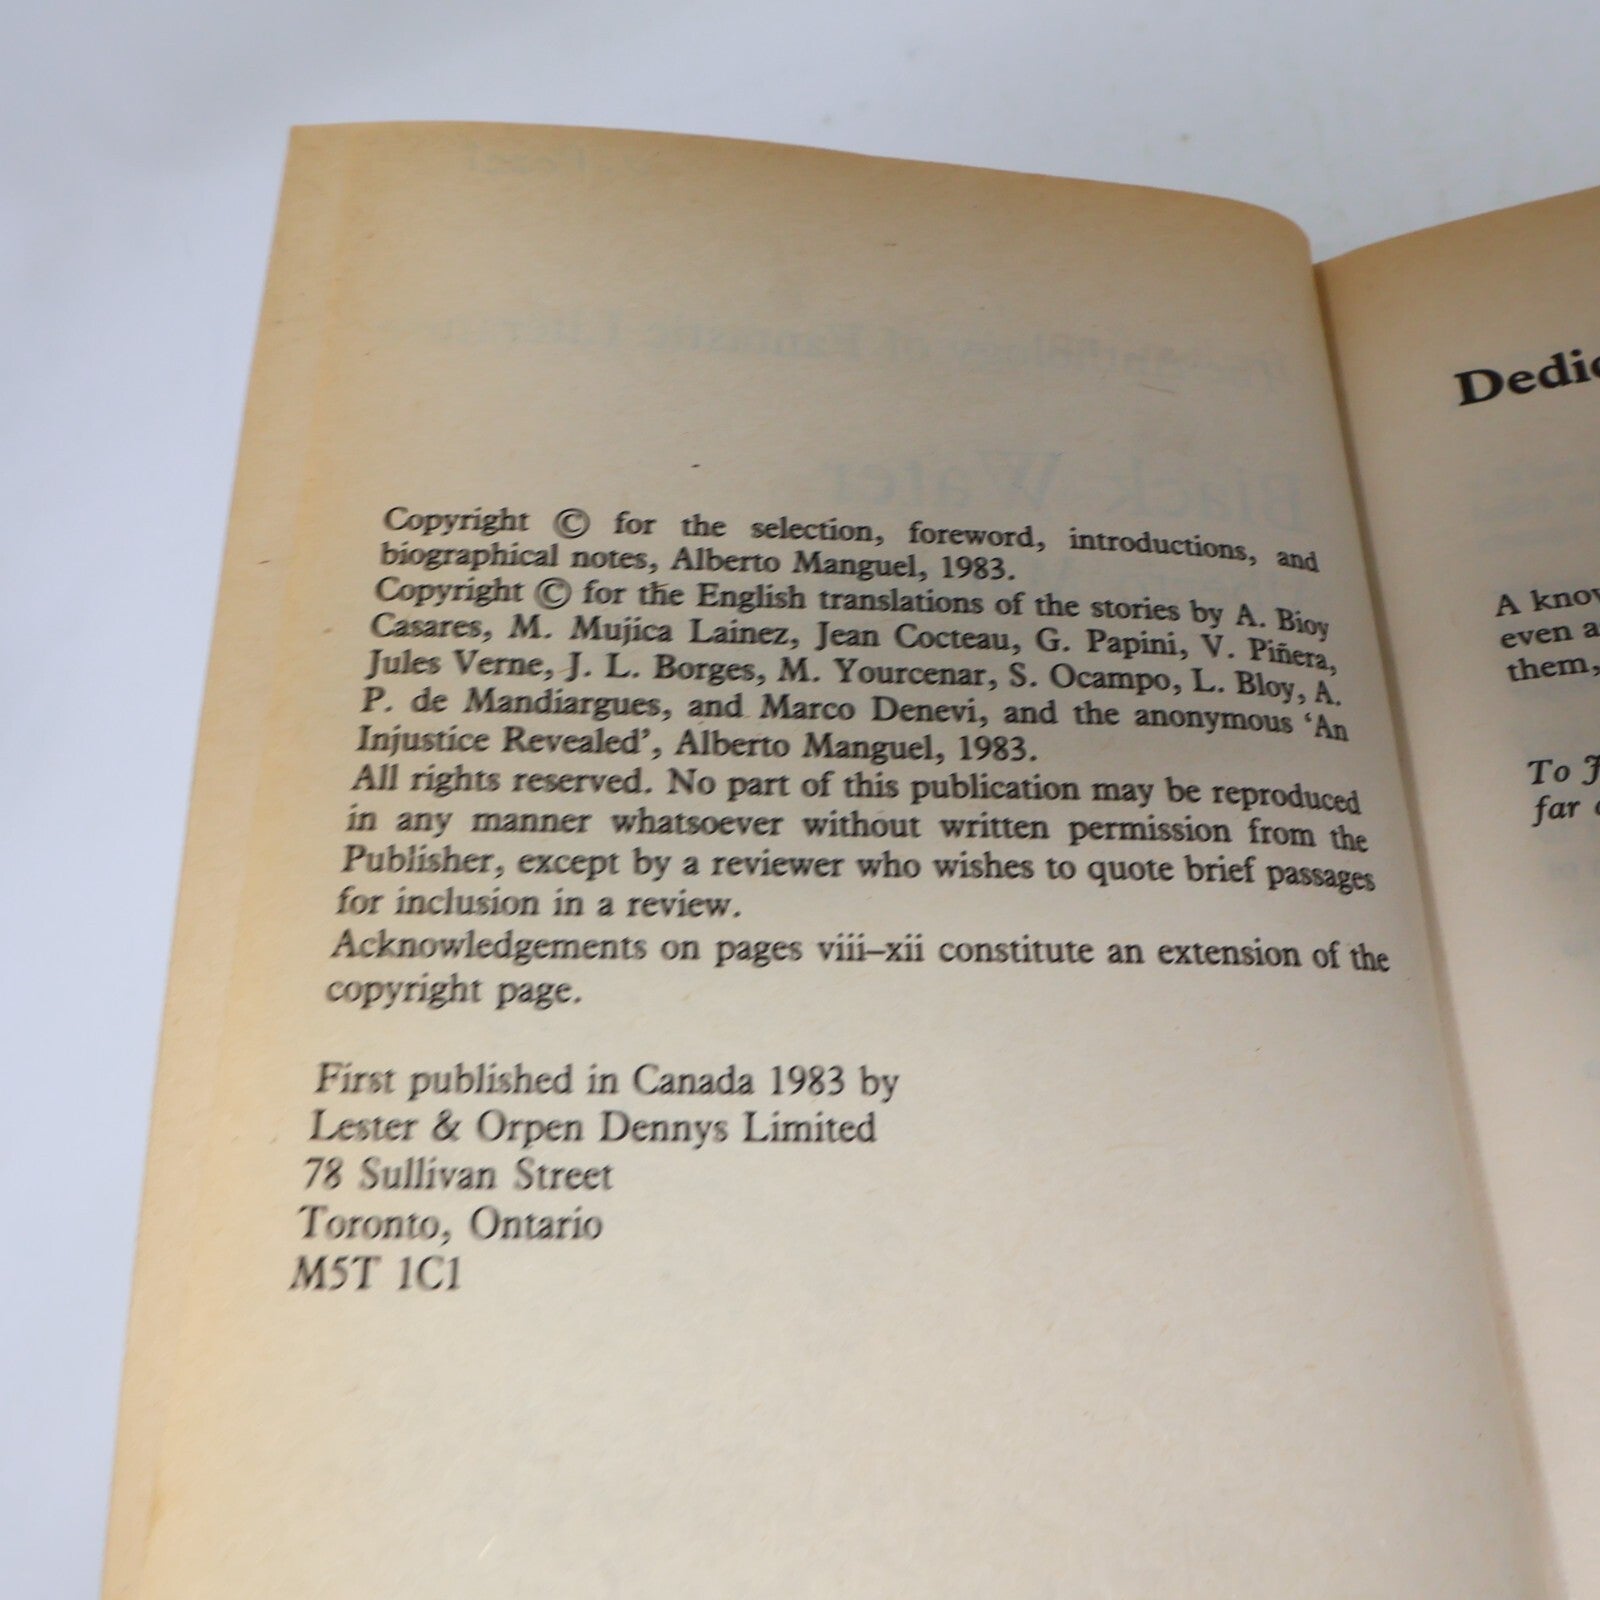 Copyright © for the selection, foreword, introductions, and
biographical notes, Alberto Manguel, 1983.
Copyright © for the English translations of the stories by A. Bioy
Casares, M. Mujica Lainez, Jean Cocteau, G. Papini, V. Piñera,
Jules Verne, J. L. Borges, M. Yourcenar, S. Ocampo, L. Bloy, A.
P. de Mandiargues, and Marco Denevi, and the anonymous ‘An
Injustice Revealed’, Alberto Manguel, 1983.
All rights reserved. No part of this publication may be reproduced
in any manner whatsoever without written permission from the
Publisher, except by a reviewer who wishes to quote brief passages
for inclusion in a review.
Acknowledgements on pages viii–xii constitute an extension of the
copyright page.
First published in Canada 1983 by
Lester & Orpen Dennys Limited
78 Sullivan Street
Toronto, Ontario
M5T 1C1
A
even
them,
To
far